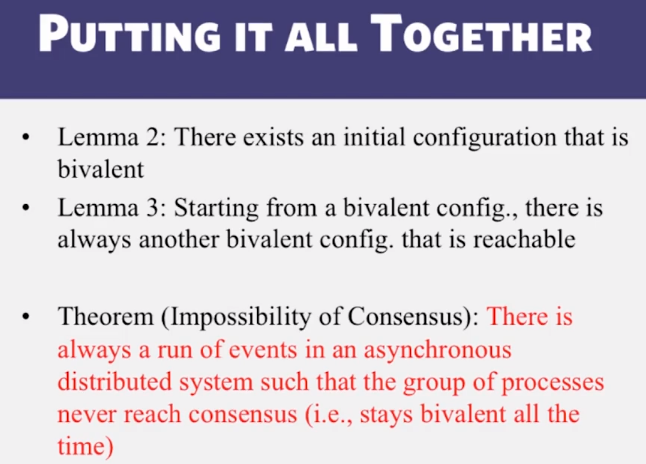 PUTTING IT ALL TOGETHER
• Lemma 2: There exists an initial configuration that is
bivalent
• Lemma 3: Starting from a bivalent config., there is
always another bivalent config. that is reachable
• Theorem (Impossibility of Consensus): There is
always a run of events in an asynchronous
distributed system such that the group of processes
never reach consensus (i.e., stays bivalent all the
time)